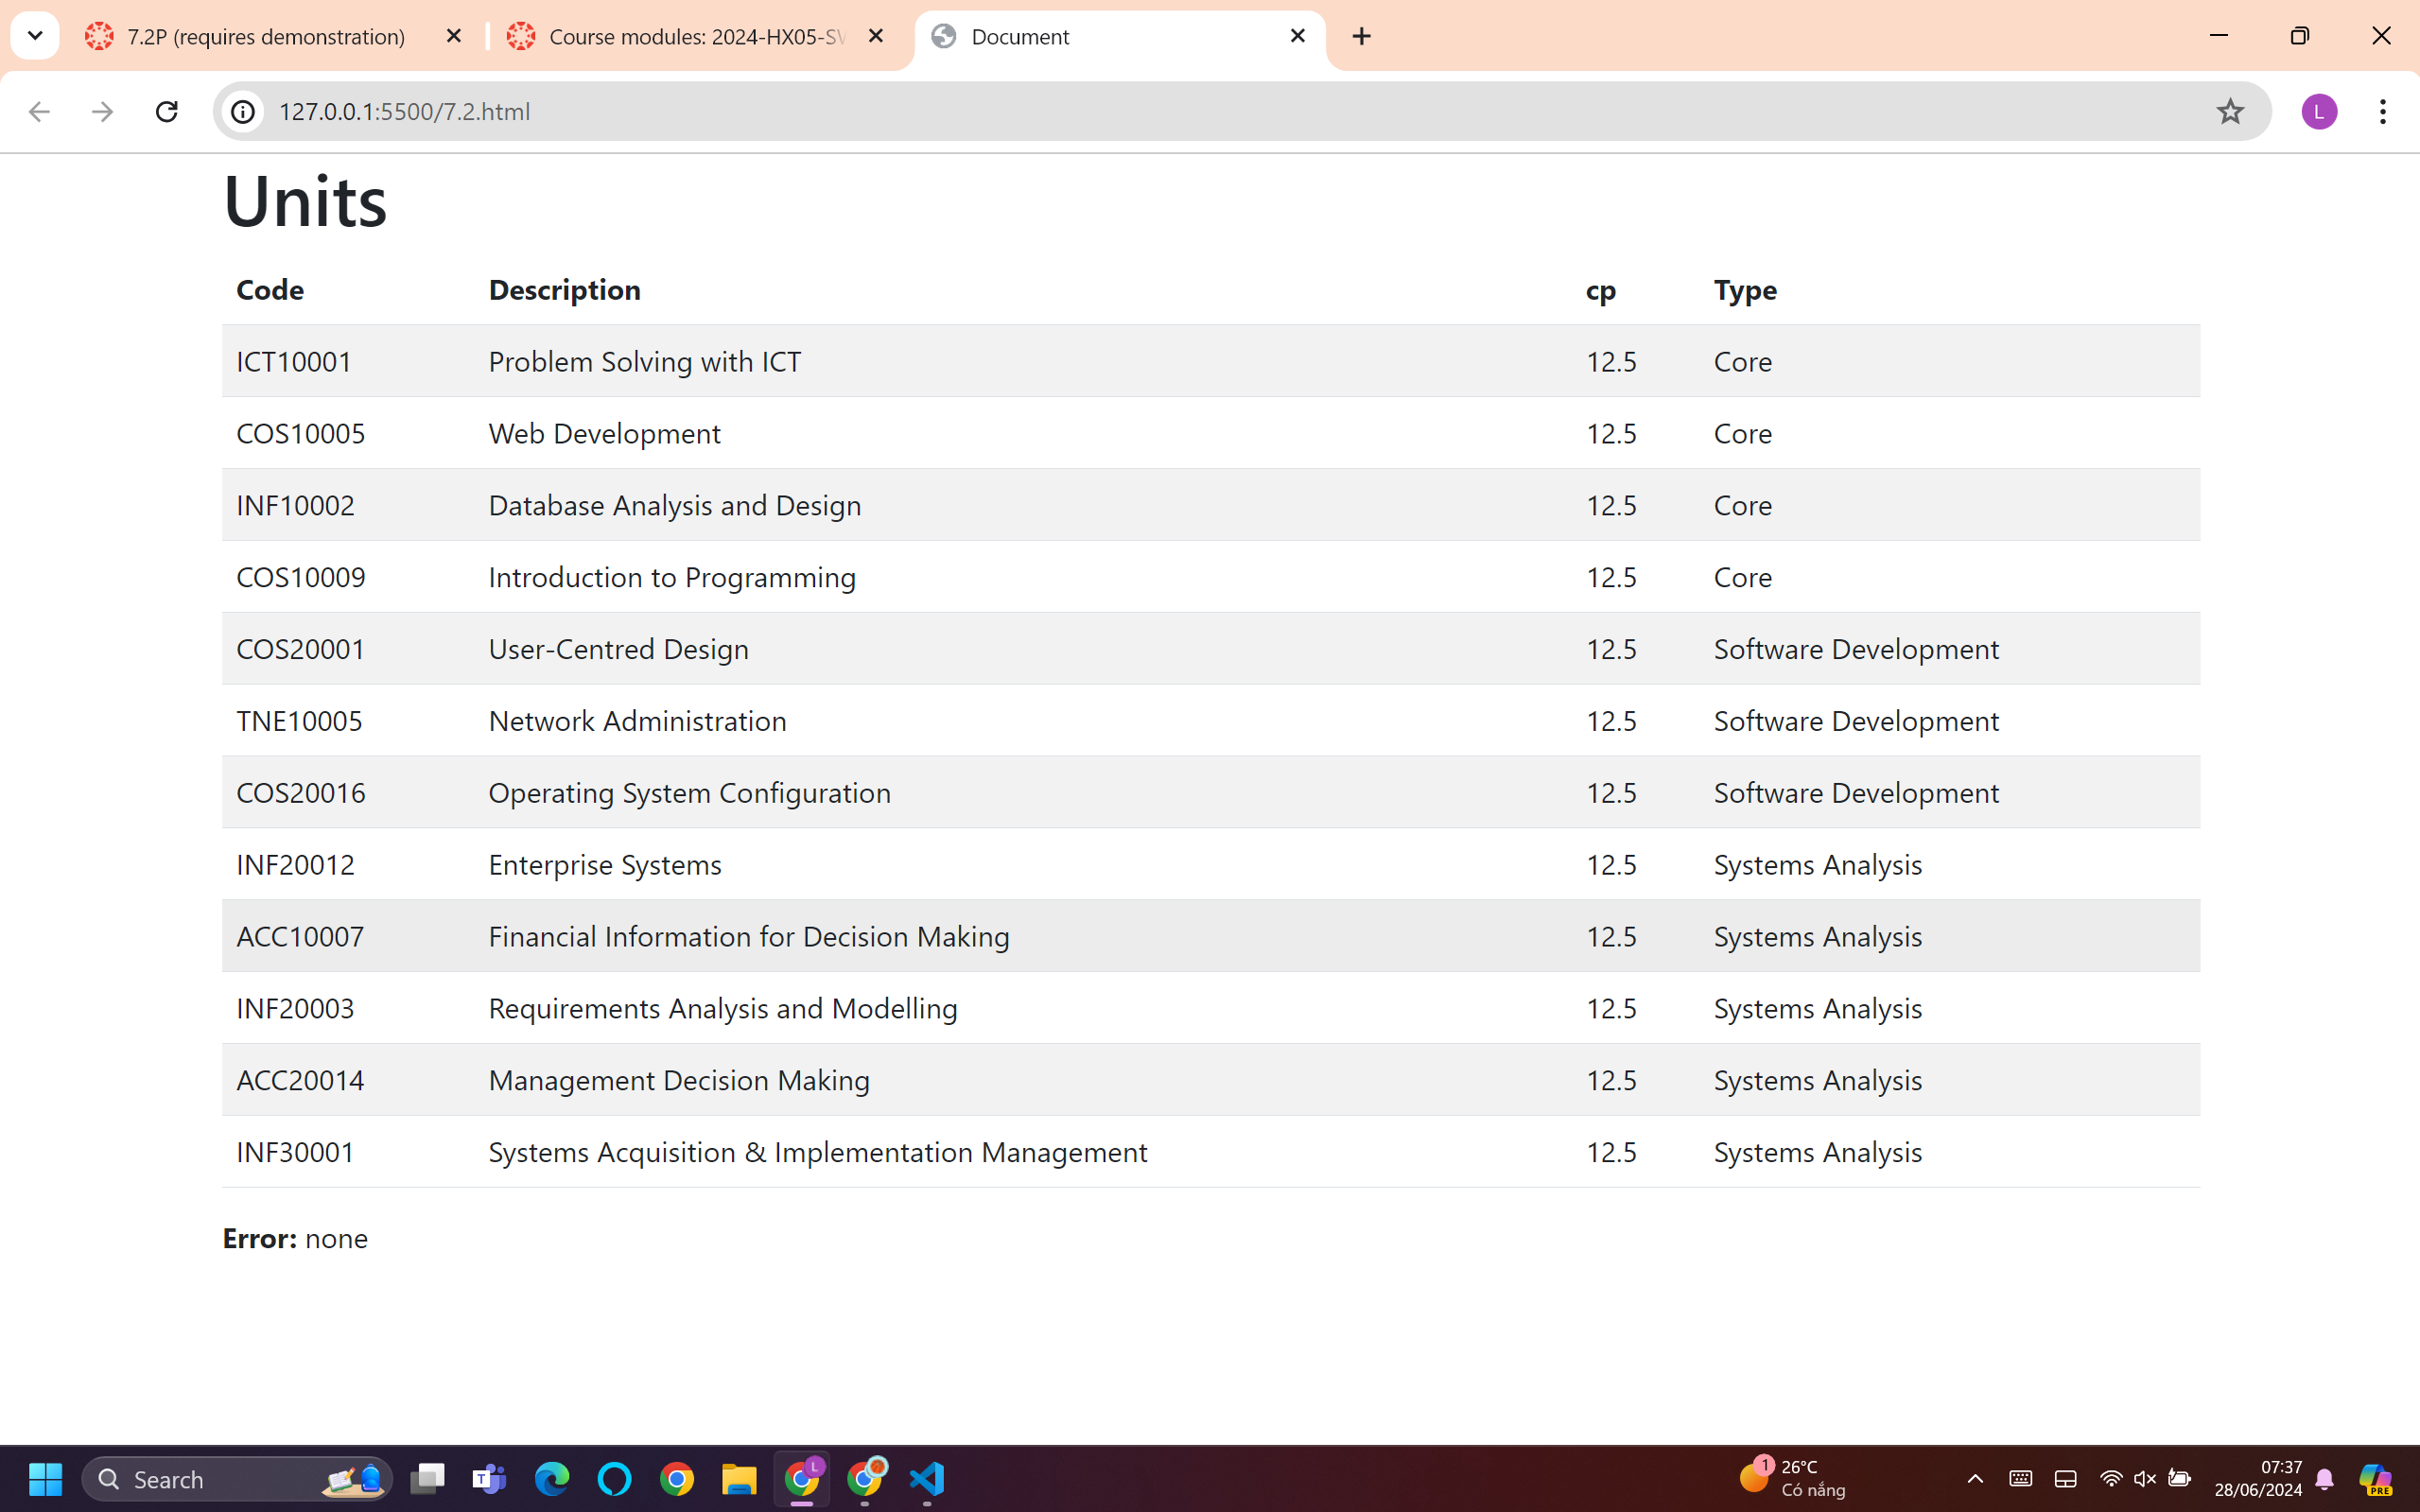 7.2P (requires demonstration)
Course modules: 2024-HX05-SW
Document
127.0.0.1:5500/7.2.html
L
Units
Code Description cp Type
ICT10001 Problem Solving with ICT 12.5 Core
COS10005 Web Development 12.5 Core
INF10002 Database Analysis and Design 12.5 Core
COS10009 Introduction to Programming 12.5 Core
COS20001 User-Centred Design 12.5 Software Development
TNE10005 Network Administration 12.5 Software Development
COS20016 Operating System Configuration 12.5 Software Development
INF20012 Enterprise Systems 12.5 Systems Analysis
ACC10007 Financial Information for Decision Making 12.5 Systems Analysis
INF20003 Requirements Analysis and Modelling 12.5 Systems Analysis
ACC20014 Management Decision Making 12.5 Systems Analysis
INF30001 Systems Acquisition & Implementation Management 12.5 Systems Analysis
Error: none
Search
T
L
1
26°C
Có nắng
07:37
28/06/2024
PRE